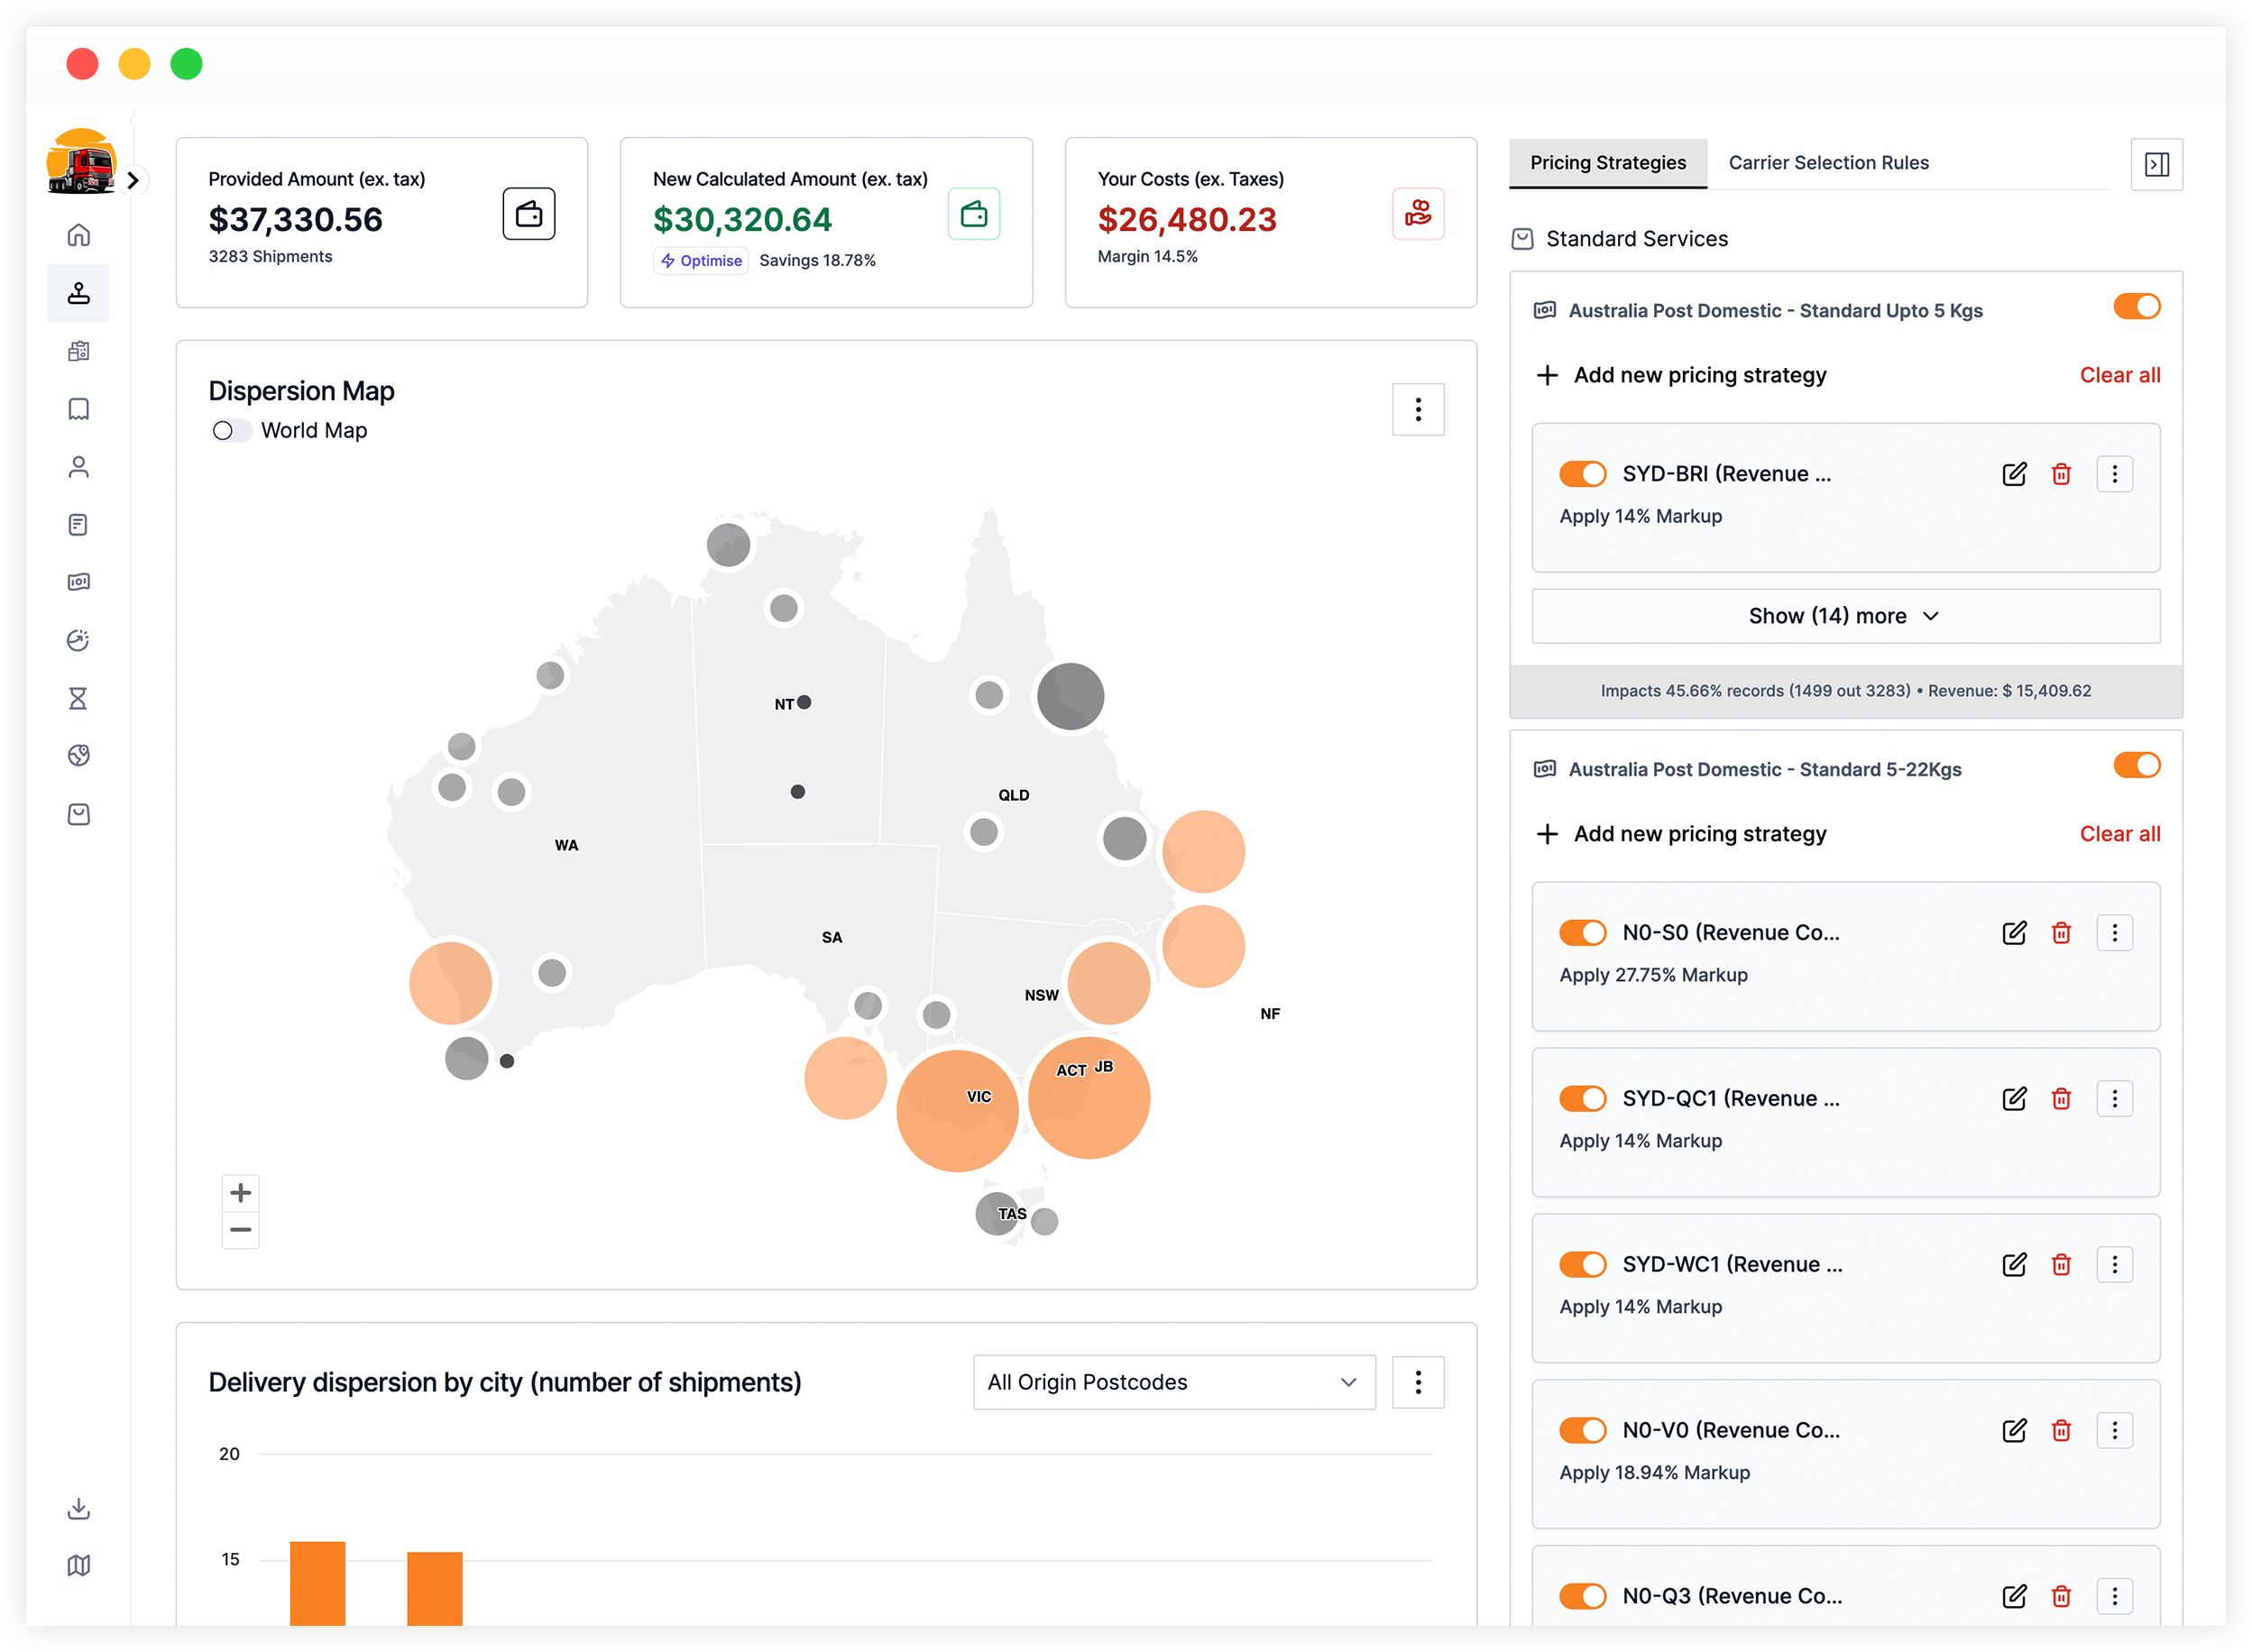 Provided Amount (ex. tax)
$37,330.56
3283 Shipments
New Calculated Amount (ex. tax)
$30,320.64
Optimise Savings 18.78%
Your Costs (ex. Taxes)
$26,480.23
Margin 14.5%
Dispersion Map
World Map
NT
QLD
WA
SA
NSW
NF
ACT JB
VIC
TAS
Delivery dispersion by city (number of shipments)
All Origin Postcodes
20
15
Pricing Strategies
Carrier Selection Rules
Standard Services
Australia Post Domestic - Standard Upto 5 Kgs
Add new pricing strategy
Clear all
SYD-BRI (Revenue ...
Apply 14% Markup
Show (14) more
Impacts 45.66% records (1499 out 3283) • Revenue: $ 15,409.62
Australia Post Domestic - Standard 5-22Kgs
Add new pricing strategy
Clear all
N0-S0 (Revenue Co...
Apply 27.75% Markup
SYD-QC1 (Revenue ...
Apply 14% Markup
SYD-WC1 (Revenue ...
Apply 14% Markup
N0-V0 (Revenue Co...
Apply 18.94% Markup
N0-Q3 (Revenue Co...